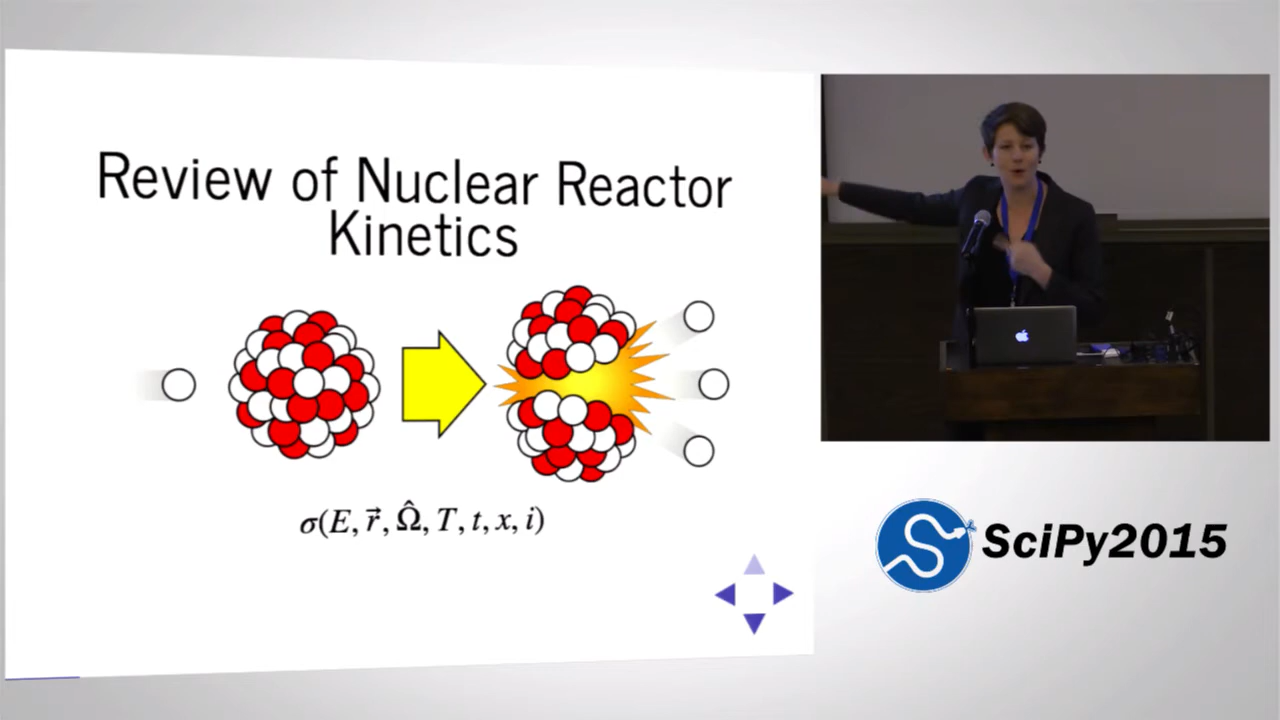 Review of Nuclear Reactor
Kinetics
σ(E, r⃗, Ω̂, T, t, x, i)
SciPy2015